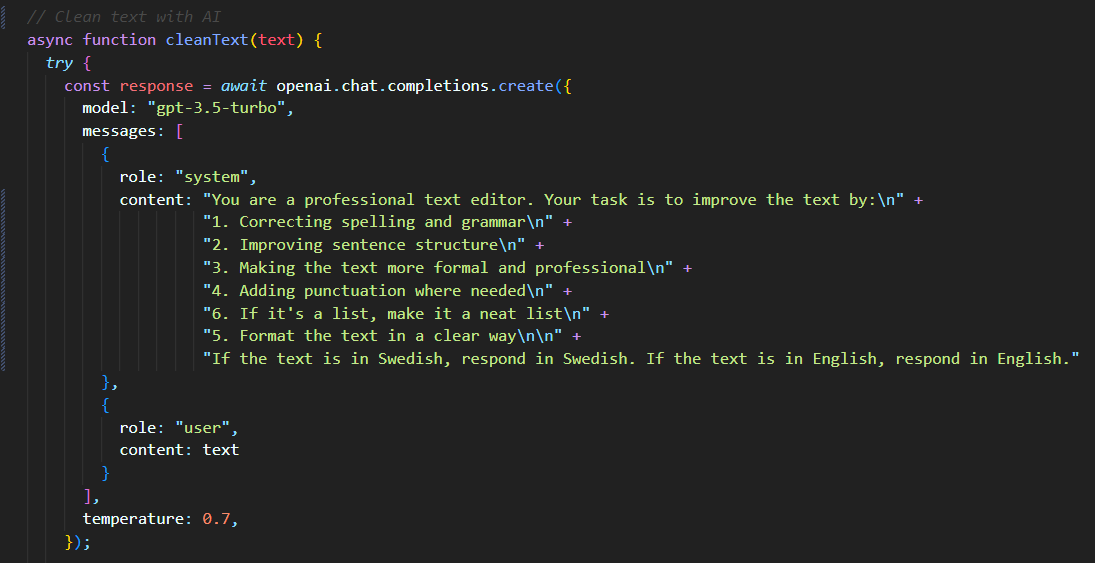 // Clean text with AI
async function cleanText(text) {
try {
const response = await openai.chat.completions.create({
model: "gpt-3.5-turbo",
messages: [
{
role: "system",
content: "You are a professional text editor. Your task is to improve the text by:\n" +
"1. Correcting spelling and grammar\n" +
"2. Improving sentence structure\n" +
"3. Making the text more formal and professional\n" +
"4. Adding punctuation where needed\n" +
"6. If it's a list, make it a neat list\n" +
"5. Format the text in a clear way\n\n" +
"If the text is in Swedish, respond in Swedish. If the text is in English, respond in English."
},
{
role: "user",
content: text
}
],
temperature: 0.7,
});